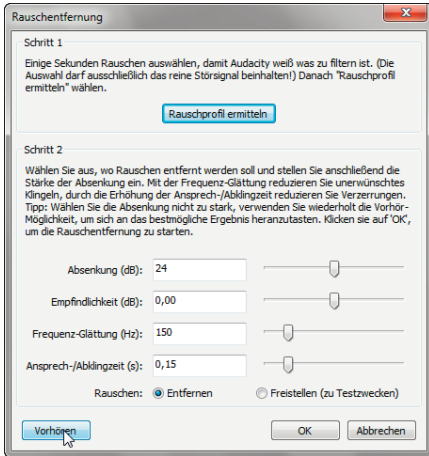 Rauschentfernung
Schritt 1
Einige Sekunden Rauschen auswählen, damit Audacity weiß was zu filtern ist. (Die
Auswahl darf ausschließlich das reine Störsignal beinhalten!) Danach "Rauschprofil
ermitteln" wählen.
Rauschprofil ermitteln
Schritt 2
Wählen Sie aus, wo Rauschen entfernt werden soll und stellen Sie anschließend die
Stärke der Absenkung ein. Mit der Frequenz-Glättung reduzieren Sie unerwünschtes
Klingeln, durch die Erhöhung der Ansprech-/Abklingzeit reduzieren Sie Verzerrungen.
Tipp: Wählen Sie die Absenkung nicht zu stark, verwenden Sie wiederholt die Vorhör-
Möglichkeit, um sich an das bestmögliche Ergebnis heranzutasten. Klicken sie auf 'OK',
um die Rauschentfernung zu starten.
Absenkung (dB): 24
Empfindlichkeit (dB): 0,00
Frequenz-Glättung (Hz): 150
Ansprech-/Abklingzeit (s): 0,15
Rauschen: Entfernen Freistellen (zu Testzwecken)
Vorhören OK Abbrechen